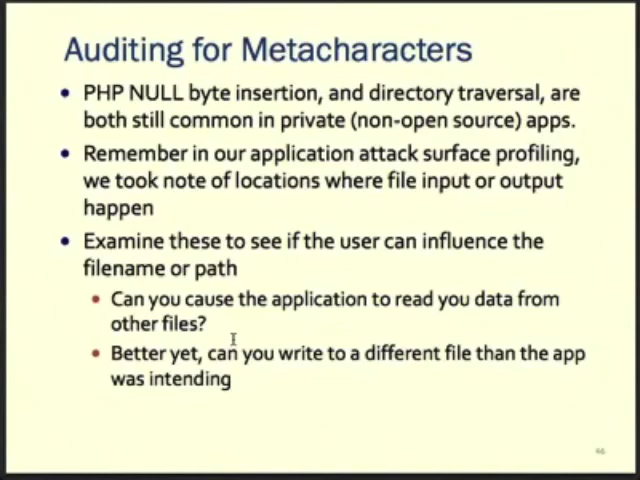 Auditing for Metacharacters
• PHP NULL byte insertion, and directory traversal, are
both still common in private (non-open source) apps.
• Remember in our application attack surface profiling,
we took note of locations where file input or output
happen
• Examine these to see if the user can influence the
filename or path
• Can you cause the application to read you data from
other files?
• Better yet, can you write to a different file than the app
was intending
46